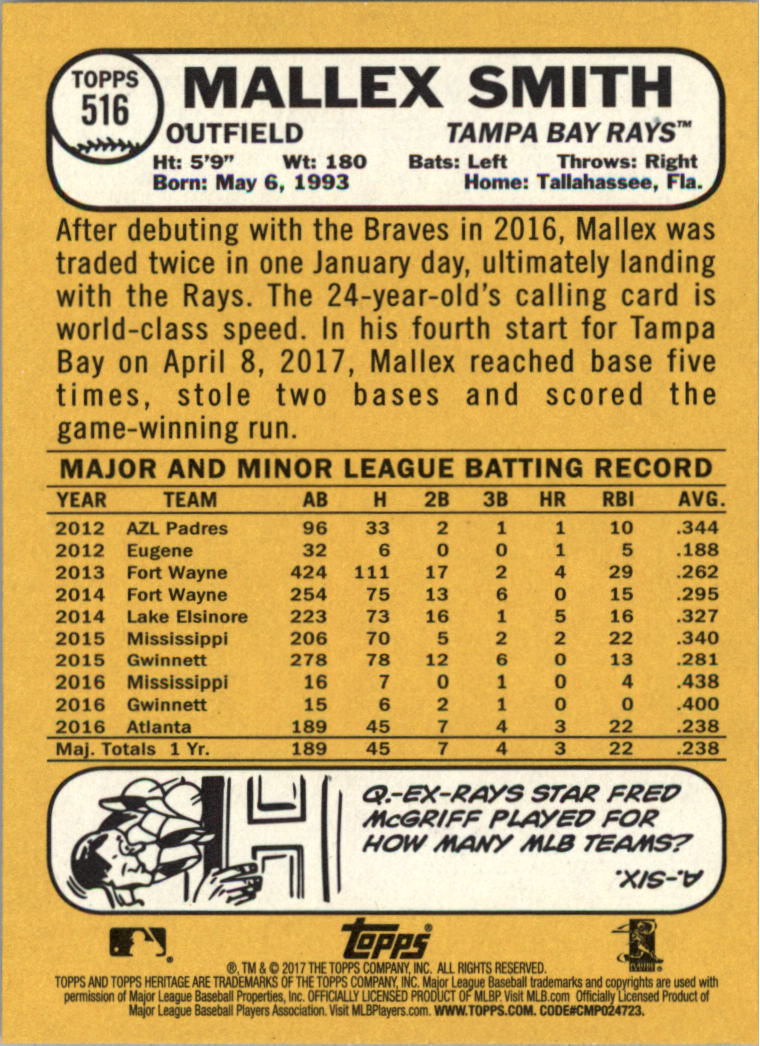 TOPPS
516
MALLEX SMITH
OUTFIELD TAMPA BAY RAYS™
Ht: 5'9" Wt: 180 Bats: Left Throws: Right
Born: May 6, 1993 Home: Tallahassee, Fla.
After debuting with the Braves in 2016, Mallex was
traded twice in one January day, ultimately landing
with the Rays. The 24-year-old's calling card is
world-class speed. In his fourth start for Tampa
Bay on April 8, 2017, Mallex reached base five
times, stole two bases and scored the
game-winning run.
MAJOR AND MINOR LEAGUE BATTING RECORD
YEAR TEAM AB H 2B 3B HR RBI AVG.
2012 AZL Padres 96 33 2 1 1 10 .344
2012 Eugene 32 6 0 0 1 5 .188
2013 Fort Wayne 424 111 17 2 4 29 .262
2014 Fort Wayne 254 75 13 6 0 15 .295
2014 Lake Elsinore 223 73 16 1 5 16 .327
2015 Mississippi 206 70 5 2 2 22 .340
2015 Gwinnett 278 78 12 6 0 13 .281
2016 Mississippi 16 7 0 1 0 4 .438
2016 Gwinnett 15 6 2 1 0 0 .400
2016 Atlanta 189 45 7 4 3 22 .238
Maj. Totals 1 Yr. 189 45 7 4 3 22 .238
Q.-EX-RAYS STAR FRED
McGRIFF PLAYED FOR
HOW MANY MLB TEAMS?
A.-SIX.
topps®
®, TM & © 2017 THE TOPPS COMPANY, INC. ALL RIGHTS RESERVED.
TOPPS AND TOPPS HERITAGE ARE TRADEMARKS OF THE TOPPS COMPANY, INC. Major League Baseball trademarks and copyrights are used with
permission of Major League Baseball Properties, Inc. OFFICIALLY LICENSED PRODUCT OF MLBP. Visit MLB.com Officially Licensed Product of
Major League Baseball Players Association. Visit MLBPlayers.com. WWW.TOPPS.COM. CODE#CMP024723.